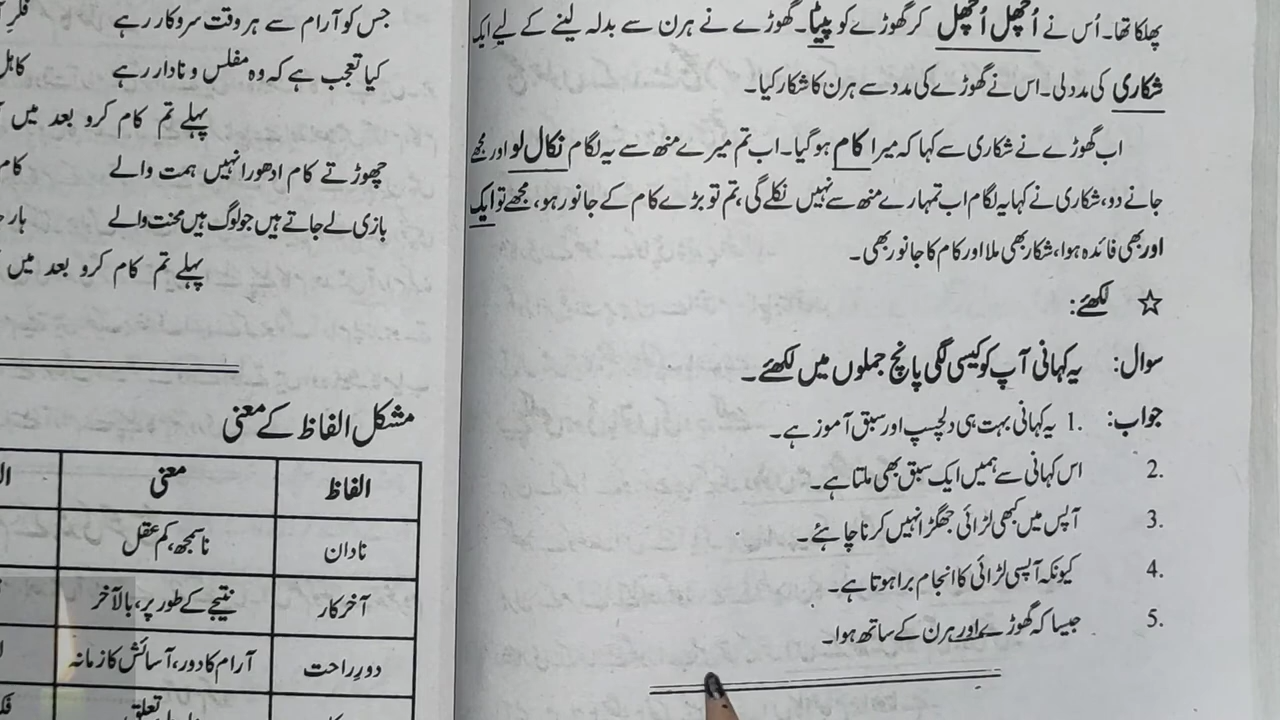 پھلکا تھا۔ اُس نے اُچھل اُچھل کر گھوڑے کو پیٹا۔ گھوڑے نے ہرن سے بدلہ لینے کے لیے ایک
شکاری کی مدد لی۔ اس نے گھوڑے کی مدد سے ہرن کا شکار کیا۔
اب گھوڑے نے شکاری سے کہا کہ میرا کام ہو گیا۔ اب تم میرے منھ سے یہ لگام نکال لو اور مجھے
جانے دو، شکاری نے کہا یہ لگام اب تمہارے منھ سے نہیں نکلے گی، تم تو بڑے کام کے جانور ہو، مجھے تو ایک
اور بھی فائدہ ہوا، شکار بھی ملا اور کام کا جانور بھی۔
☆ لکھئے:
سوال: یہ کہانی آپ کو کیسی لگی پانچ جملوں میں لکھئے۔
جواب: 1. یہ کہانی بہت ہی دلچسپ اور سبق آموز ہے۔
2. اس کہانی سے ہمیں ایک سبق بھی ملتا ہے۔
3. آپس میں کبھی لڑائی جھگڑا نہیں کرنا چاہئے۔
4. کیونکہ آپسی لڑائی کا انجام برا ہوتا ہے۔
5. جیسا کہ گھوڑے اور ہرن کے ساتھ ہوا۔
جس کو آرام سے ہر وقت سروکار رہے
کیا تعجب ہے کہ وہ مفلس و نادار رہے
پہلے تم کام کرو بعد میں
چھوڑتے کام ادھورا نہیں ہمت والے کام
بازی لے جاتے ہیں جو لوگ ہیں محنت والے ہار
پہلے تم کام کرو بعد میں
مشکل الفاظ کے معنی
الفاظ معنی
نادان ناسمجھ، کم عقل
آخر کار نتیجے کے طور پر، بالآخر
دورِ راحت آرام کا دور، آسائش کا زمانہ